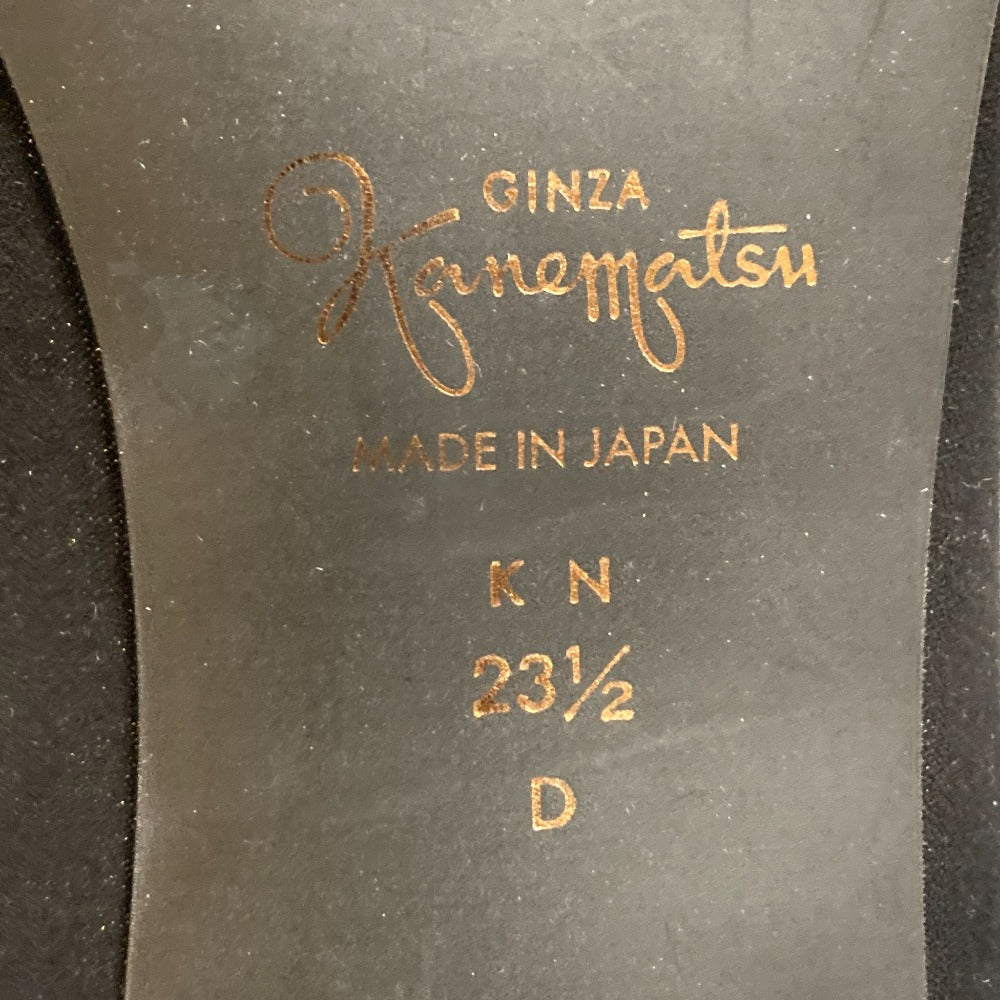 GINZA
Kanematsu
MADE IN JAPAN
K N
23½
D